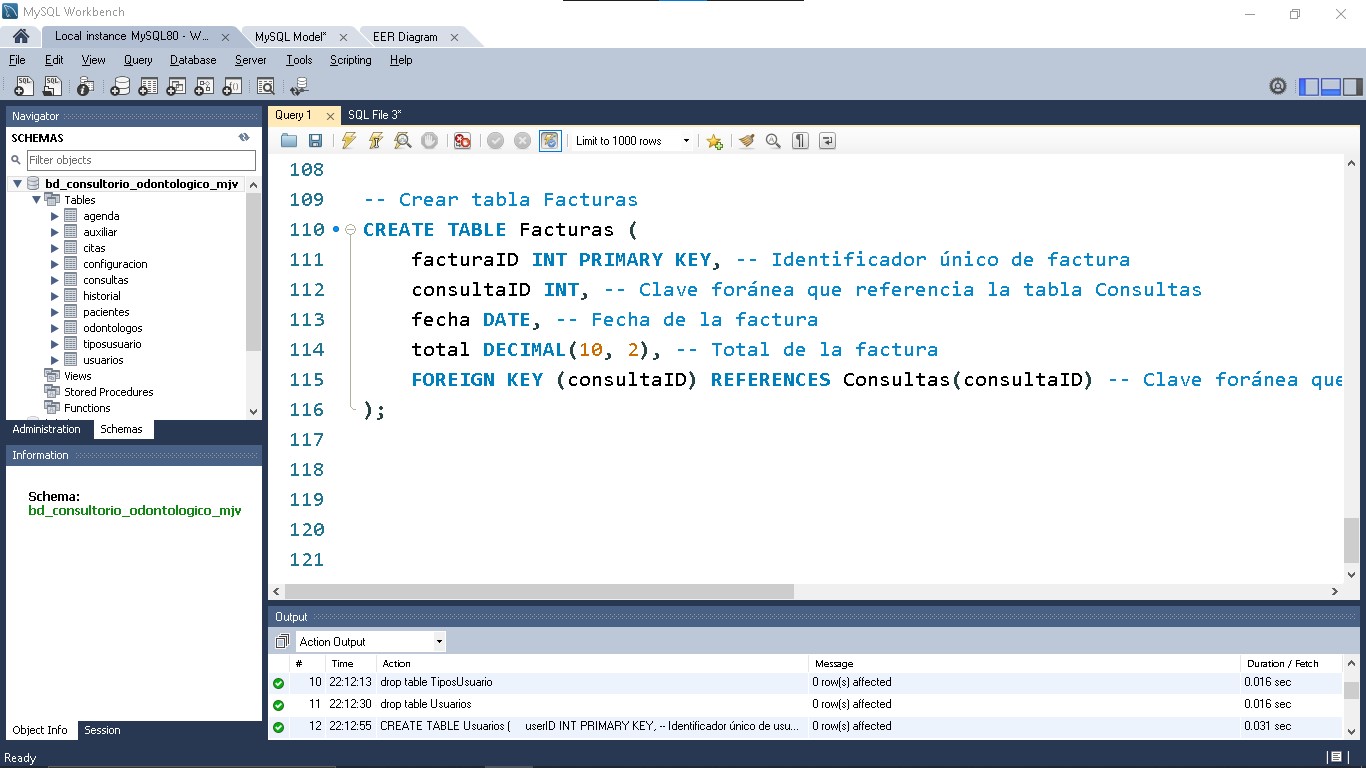 MySQL Workbench
Local instance MySQL80 - W... MySQL Model* EER Diagram
File Edit View Query Database Server Tools Scripting Help
Navigator
SCHEMAS
Filter objects
bd_consultorio_odontologico_mjv
Tables
agenda
auxiliar
citas
configuracion
consultas
historial
pacientes
odontologos
tiposusuario
usuarios
Views
Stored Procedures
Functions
Administration Schemas
Information
Schema:
bd_consultorio_odontologico_mjv
Object Info Session
Query 1 SQL File 3*
Limit to 1000 rows
108
109 -- Crear tabla Facturas
110 CREATE TABLE Facturas (
111 facturaID INT PRIMARY KEY, -- Identificador único de factura
112 consultaID INT, -- Clave foránea que referencia la tabla Consultas
113 fecha DATE, -- Fecha de la factura
114 total DECIMAL(10, 2), -- Total de la factura
115 FOREIGN KEY (consultaID) REFERENCES Consultas(consultaID) -- Clave foránea que
116 );
117
118
119
120
121
Output
Action Output
# Time Action Message Duration / Fetch
10 22:12:13 drop table TiposUsuario 0 row(s) affected 0.016 sec
11 22:12:30 drop table Usuarios 0 row(s) affected 0.016 sec
12 22:12:55 CREATE TABLE Usuarios ( userID INT PRIMARY KEY, -- Identificador único de usu... 0 row(s) affected 0.031 sec
Ready